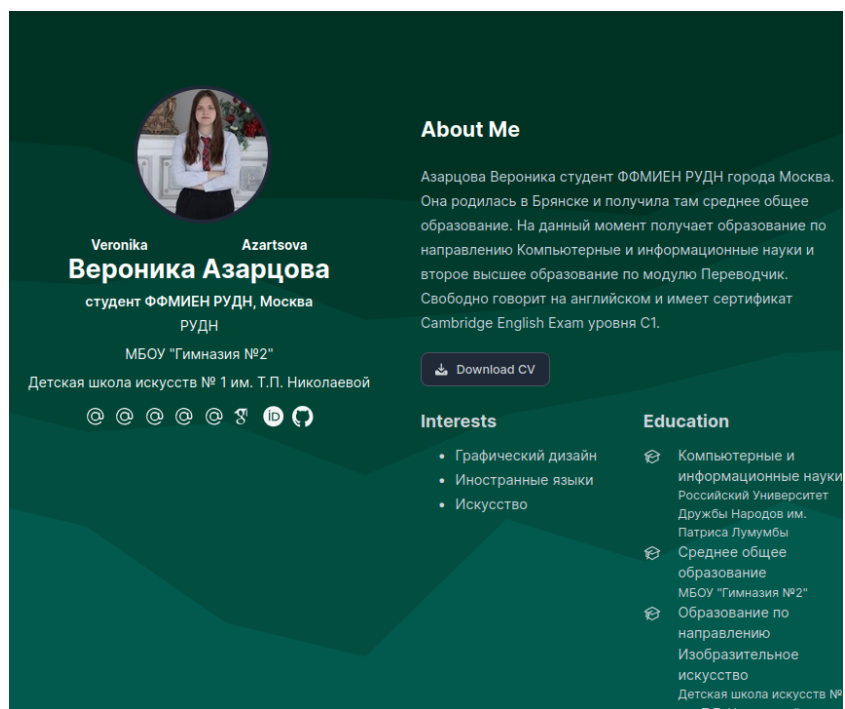 Veronika Azartsova
Вероника Азарцова
студент ФФМИЕН РУДН, Москва
РУДН
МБОУ "Гимназия №2"
Детская школа искусств № 1 им. Т.П. Николаевой
About Me
Азарцова Вероника студент ФФМИЕН РУДН города Москва.
Она родилась в Брянске и получила там среднее общее
образование. На данный момент получает образование по
направлению Компьютерные и информационные науки и
второе высшее образование по модулю Переводчик.
Свободно говорит на английском и имеет сертификат
Cambridge English Exam уровня C1.
Download CV
Interests
Графический дизайн
Иностранные языки
Искусство
Education
Компьютерные и
информационные науки
Российский Университет
Дружбы Народов им.
Патриса Лумумбы
Среднее общее
образование
МБОУ "Гимназия №2"
Образование по
направлению
Изобразительное
искусство
Детская школа искусств №